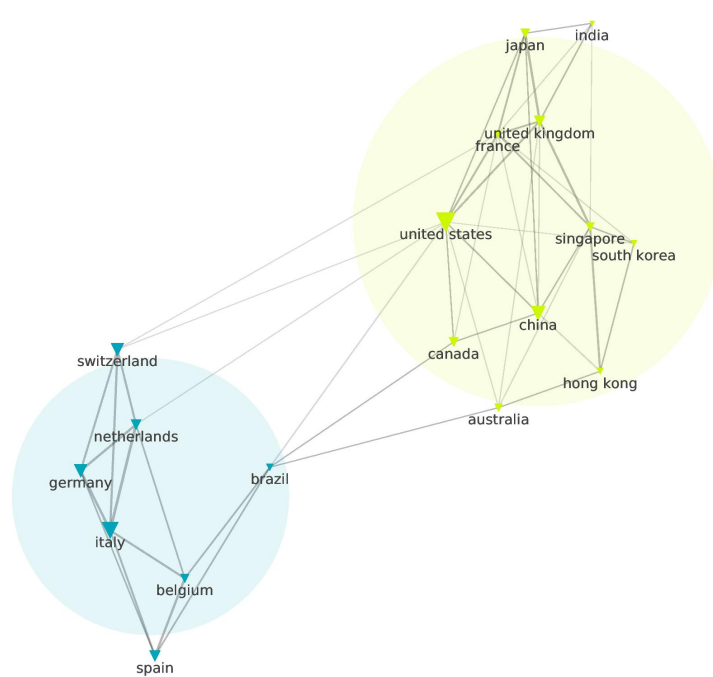 india
japan
united kingdom
france
united states
singapore
south korea
china
canada
switzerland
hong kong
australia
netherlands
germany
brazil
italy
belgium
spain